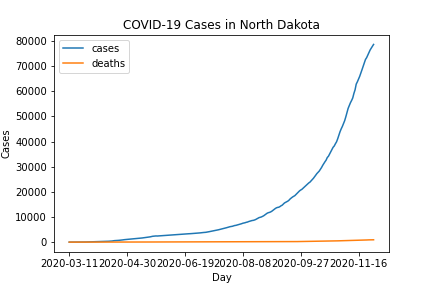 COVID-19 Cases in North Dakota
cases
deaths
80000
70000
60000
50000
40000
30000
20000
10000
0
Cases
2020-03-11 2020-04-30 2020-06-19 2020-08-08 2020-09-27 2020-11-16
Day